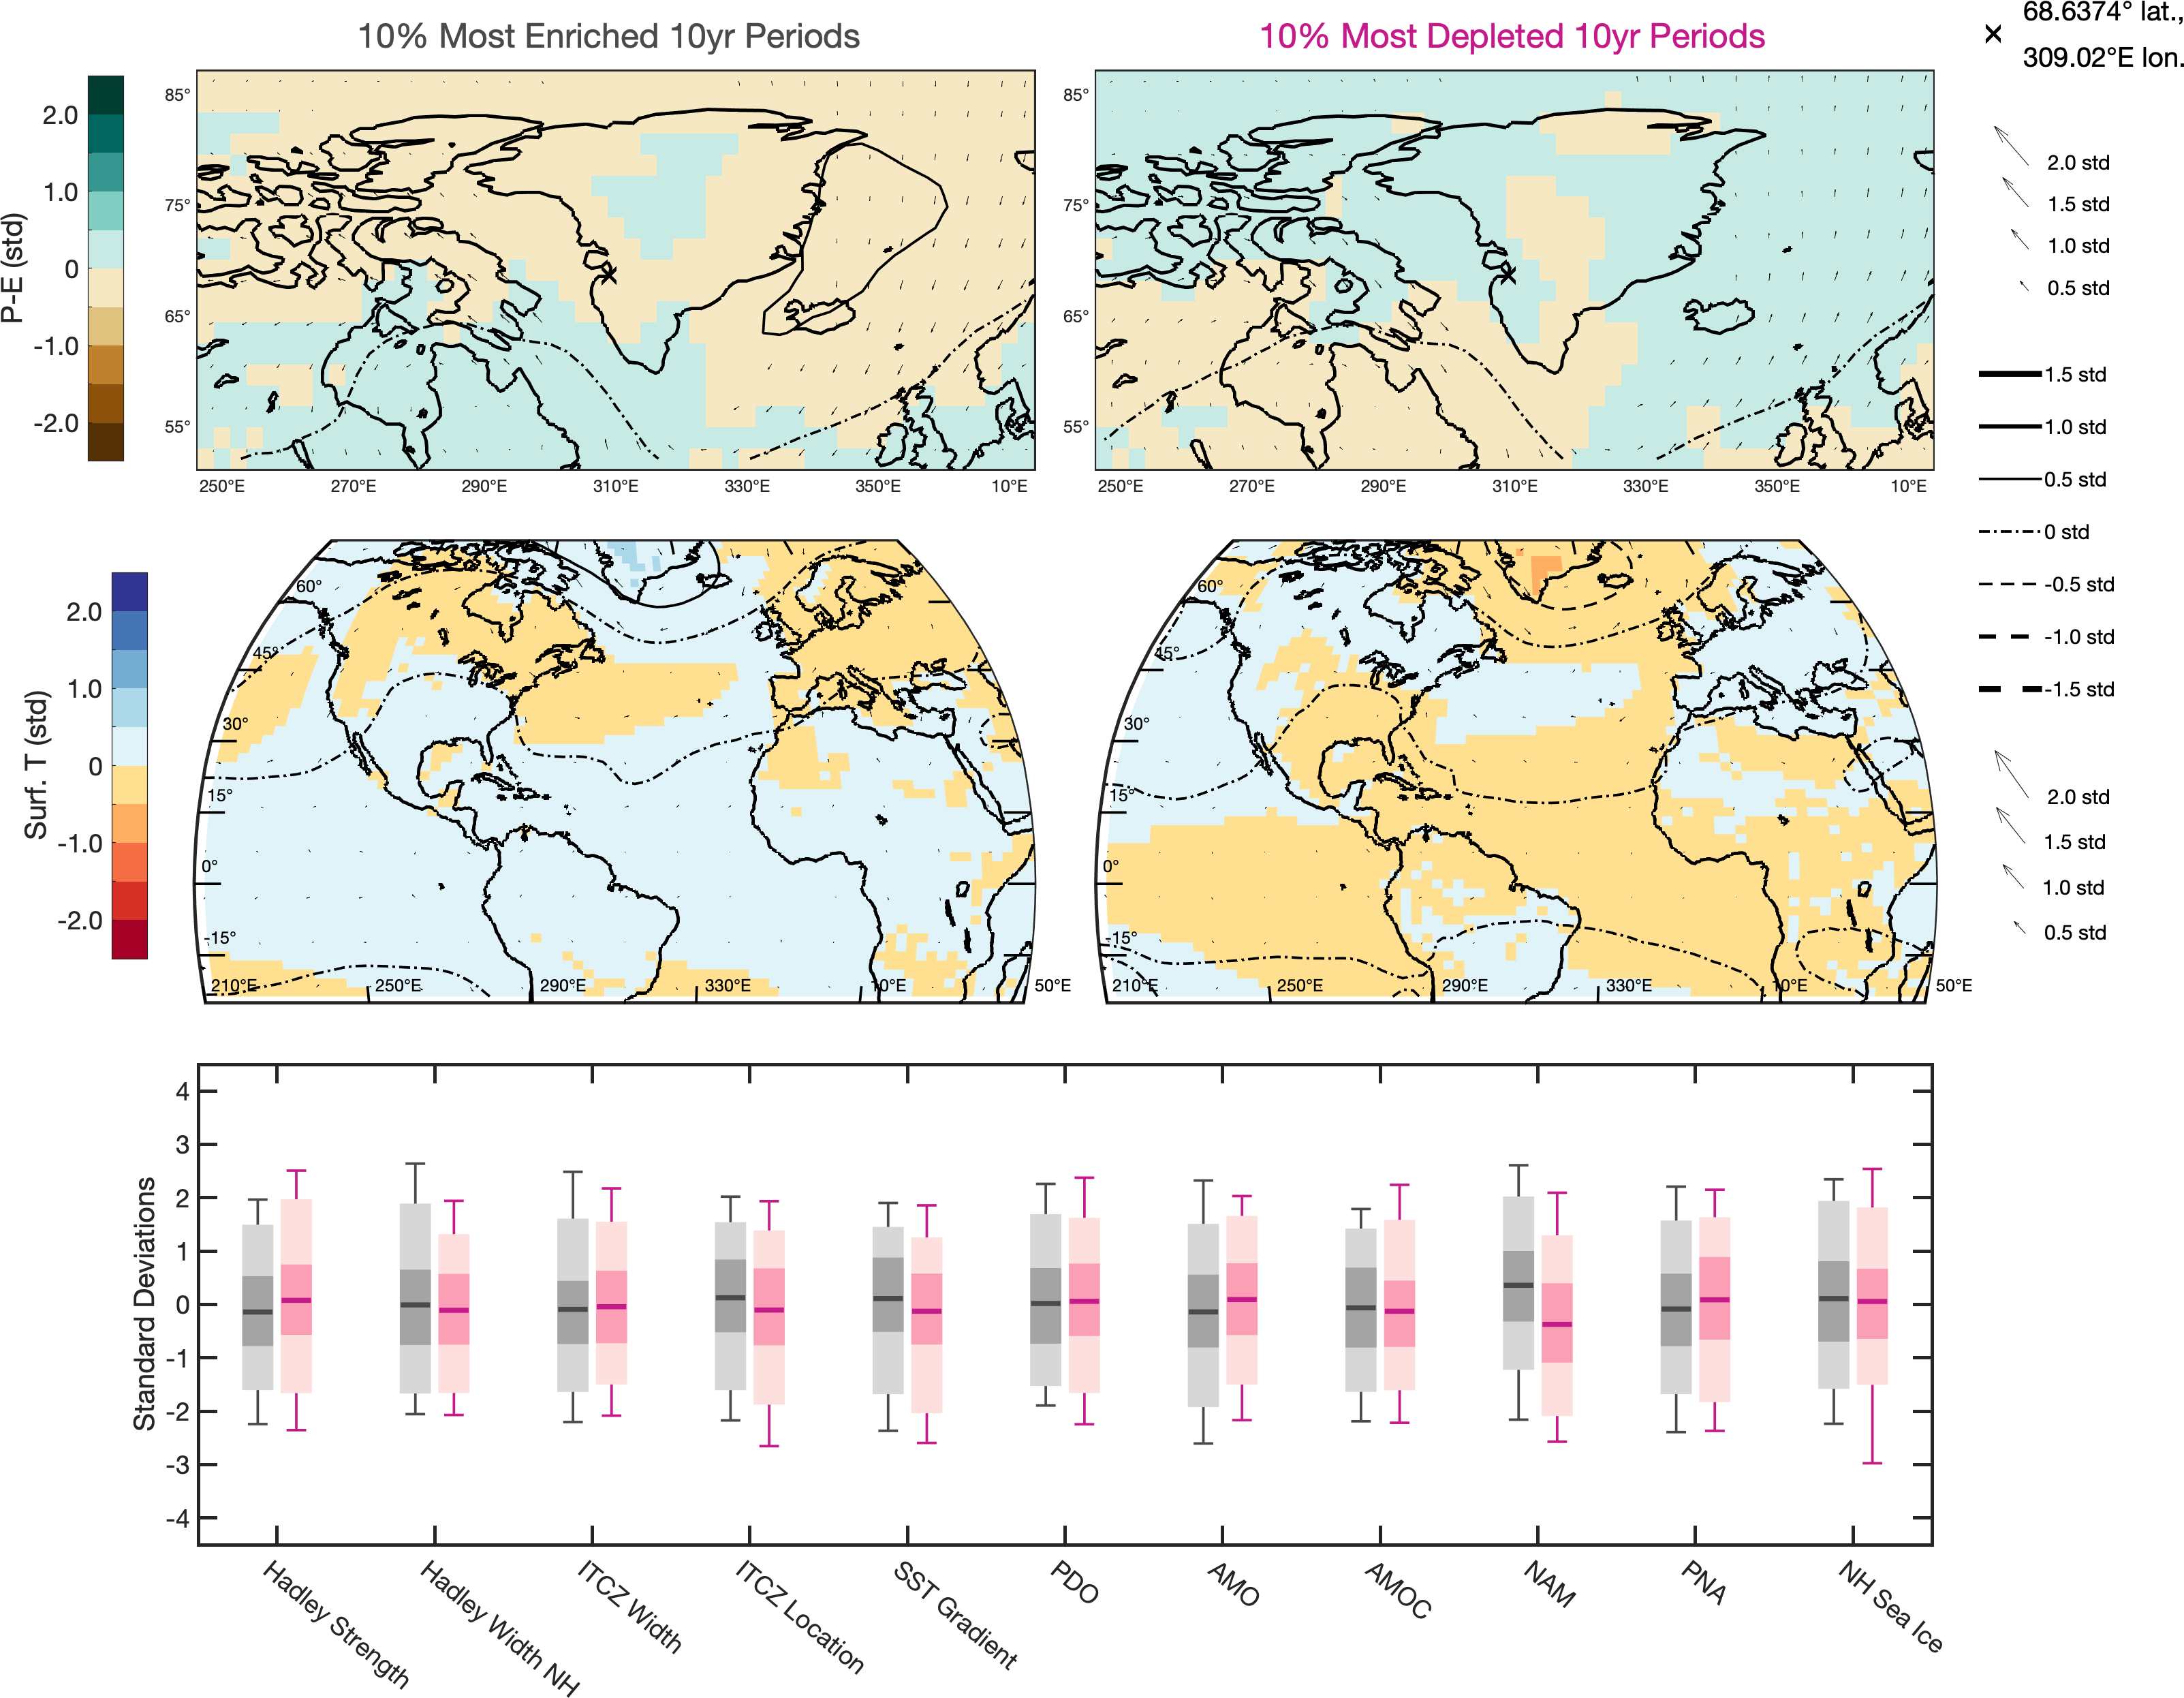 10% Most Enriched 10yr Periods
10% Most Depleted 10yr Periods
68.6374° lat.,
309.02°E lon.
P-E (std)
2.0
1.0
0
-1.0
-2.0
85°
75°
65°
55°
250°E 270°E 290°E 310°E 330°E 350°E 10°E
85°
75°
65°
55°
250°E 270°E 290°E 310°E 330°E 350°E 10°E
2.0 std
1.5 std
1.0 std
0.5 std
1.5 std
1.0 std
0.5 std
0 std
-0.5 std
-1.0 std
-1.5 std
Surf. T (std)
2.0
1.0
0
-1.0
-2.0
60°
45°
30°
15°
0°
-15°
210°E 250°E 290°E 330°E 10°E 50°E
60°
45°
30°
15°
0°
-15°
210°E 250°E 290°E 330°E 10°E 50°E
2.0 std
1.5 std
1.0 std
0.5 std
Standard Deviations
4
3
2
1
0
-1
-2
-3
-4
Hadley Strength
Hadley Width NH
ITCZ Width
ITCZ Location
SST Gradient
PDO
AMO
AMOC
NAM
PNA
NH Sea Ice